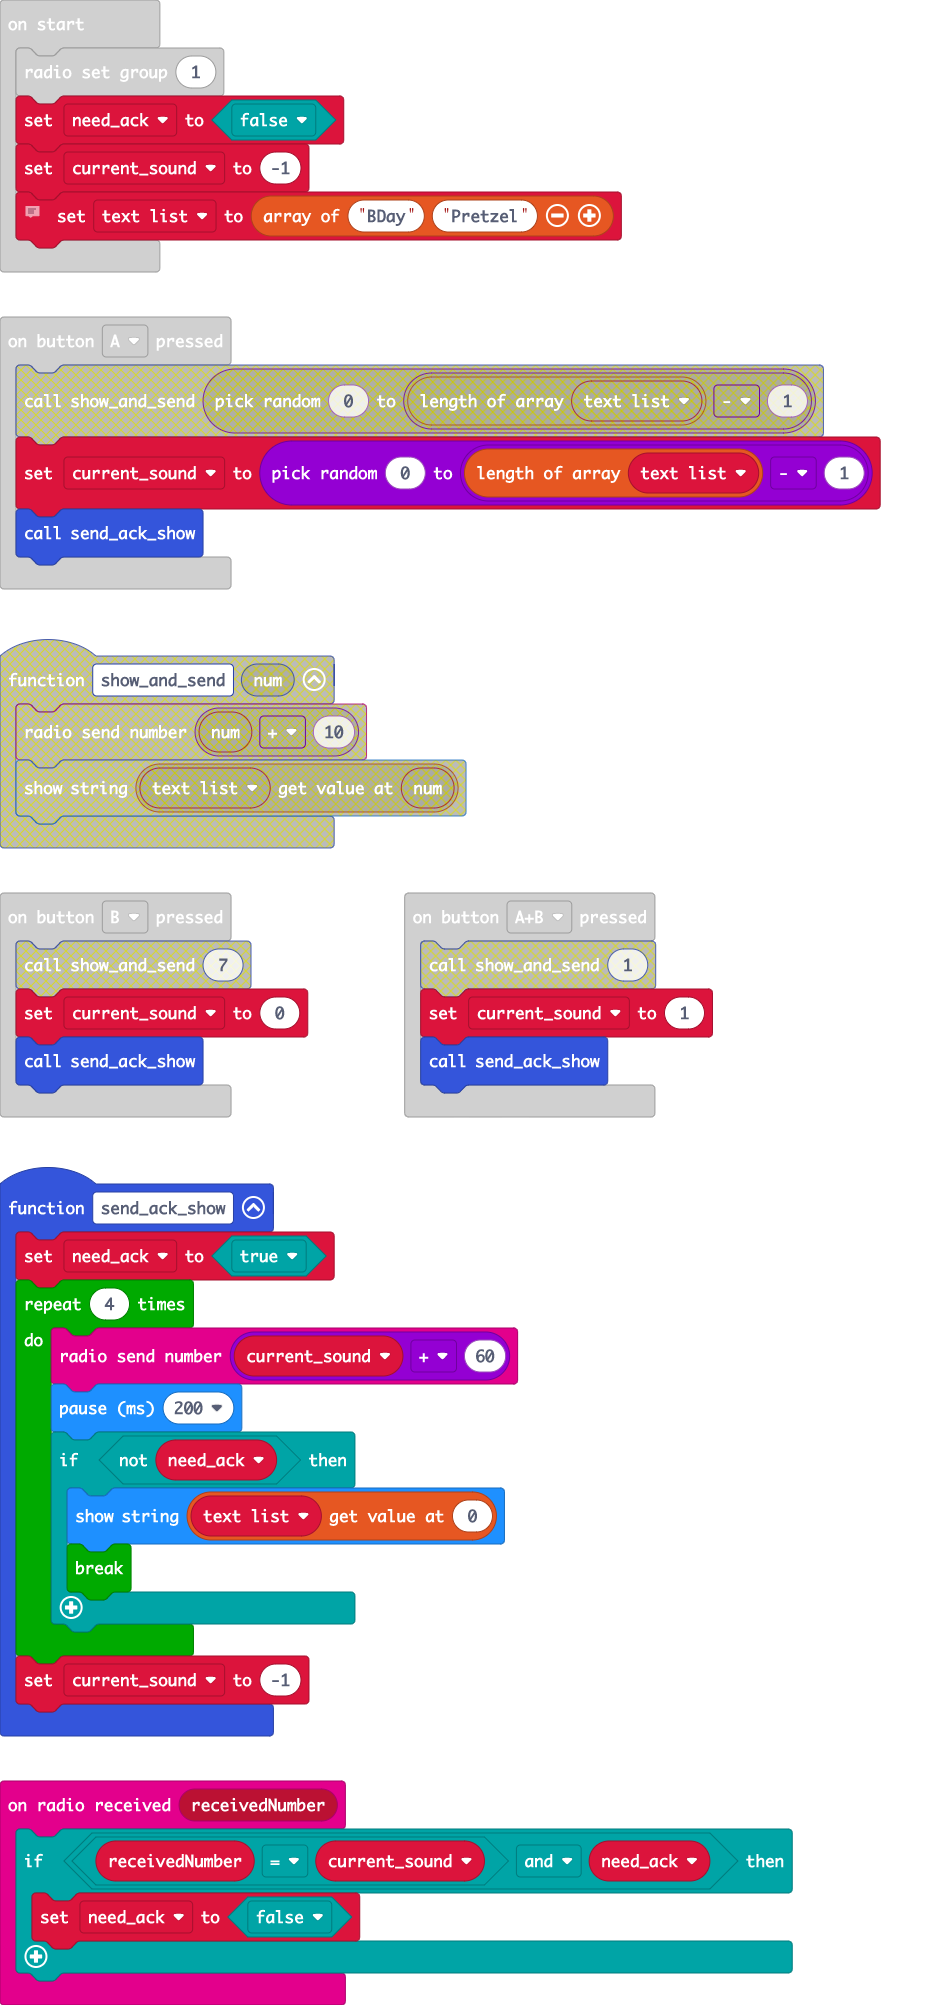 on start
radio set group 1
set need_ack to false
set current_sound to -1
set text list to array of "BDay" "Pretzel"
on button A pressed
call show_and_send pick random 0 to length of array text list - 1
set current_sound to pick random 0 to length of array text list - 1
call send_ack_show
function show_and_send num
radio send number num + 10
show string text list get value at num
on button B pressed
call show_and_send 7
set current_sound to 0
call send_ack_show
on button A+B pressed
call show_and_send 1
set current_sound to 1
call send_ack_show
function send_ack_show
set need_ack to true
repeat 4 times
do
radio send number current_sound + 60
pause (ms) 200
if not need_ack then
show string text list get value at 0
break
set current_sound to -1
on radio received receivedNumber
if receivedNumber = current_sound and need_ack then
set need_ack to false